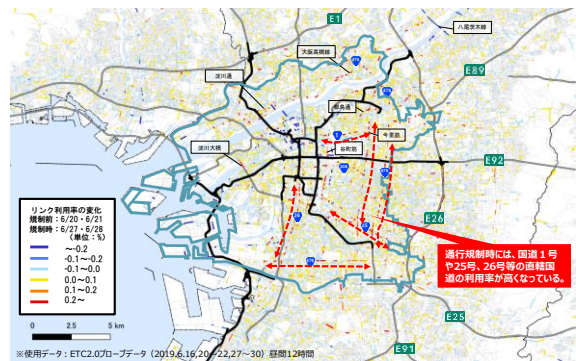 E1
八尾茨木線
大阪高槻線
479
淀川通
E89
479
都島通
1
今里筋
淀川大橋
谷町筋
E92
308
26
25
E26
479
リンク利用率の変化
規制前：6/20・6/21
規制時：6/27・6/28
（単位：％）
～-0.2
-0.1～-0.2
-0.1～0.0
0.0～0.1
0.1～0.2
0.2～
通行規制時には、国道１号
や25号、26号等の直轄国
道の利用率が高くなっている。
0 2.5 5 km
E25
E91
※使用データ：ETC2.0プローブデータ（2019.6.16,20～22,27～30）昼間12時間